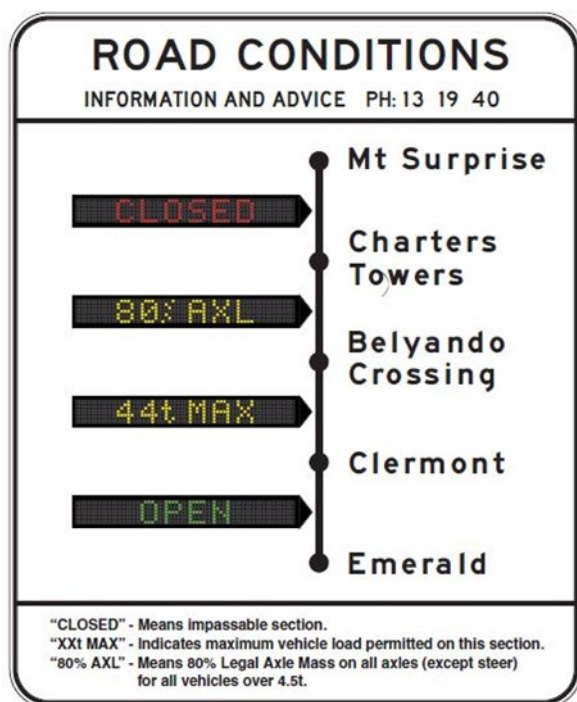 ROAD CONDITIONS
INFORMATION AND ADVICE PH: 13 19 40
Mt Surprise
CLOSED
Charters
Towers
80% AXL
Belyando
Crossing
44t MAX
Clermont
OPEN
Emerald
“CLOSED” - Means impassable section.
“XXt MAX” - Indicates maximum vehicle load permitted on this section.
“80% AXL” - Means 80% Legal Axle Mass on all axles (except steer)
for all vehicles over 4.5t.